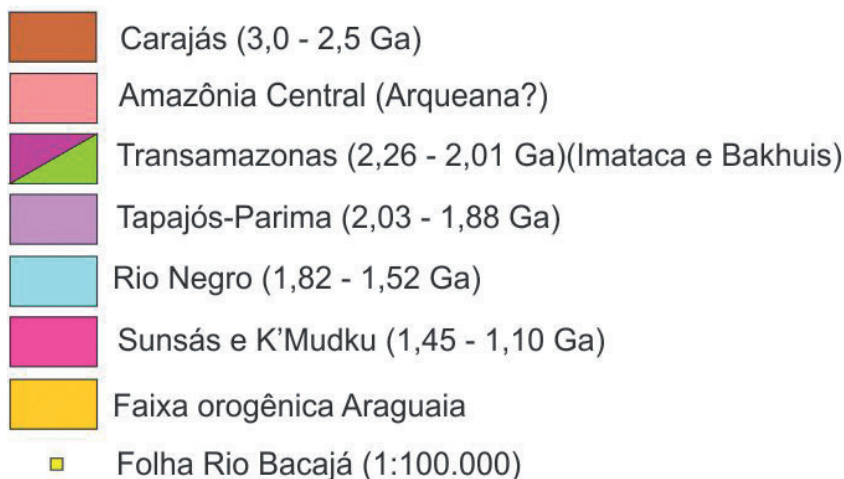 Carajás (3,0 - 2,5 Ga)
Amazônia Central (Arqueana?)
Transamazonas (2,26 - 2,01 Ga)(Imataca e Bakhuis)
Tapajós-Parima (2,03 - 1,88 Ga)
Rio Negro (1,82 - 1,52 Ga)
Sunsás e K'Mudku (1,45 - 1,10 Ga)
Faixa orogênica Araguaia
Folha Rio Bacajá (1:100.000)